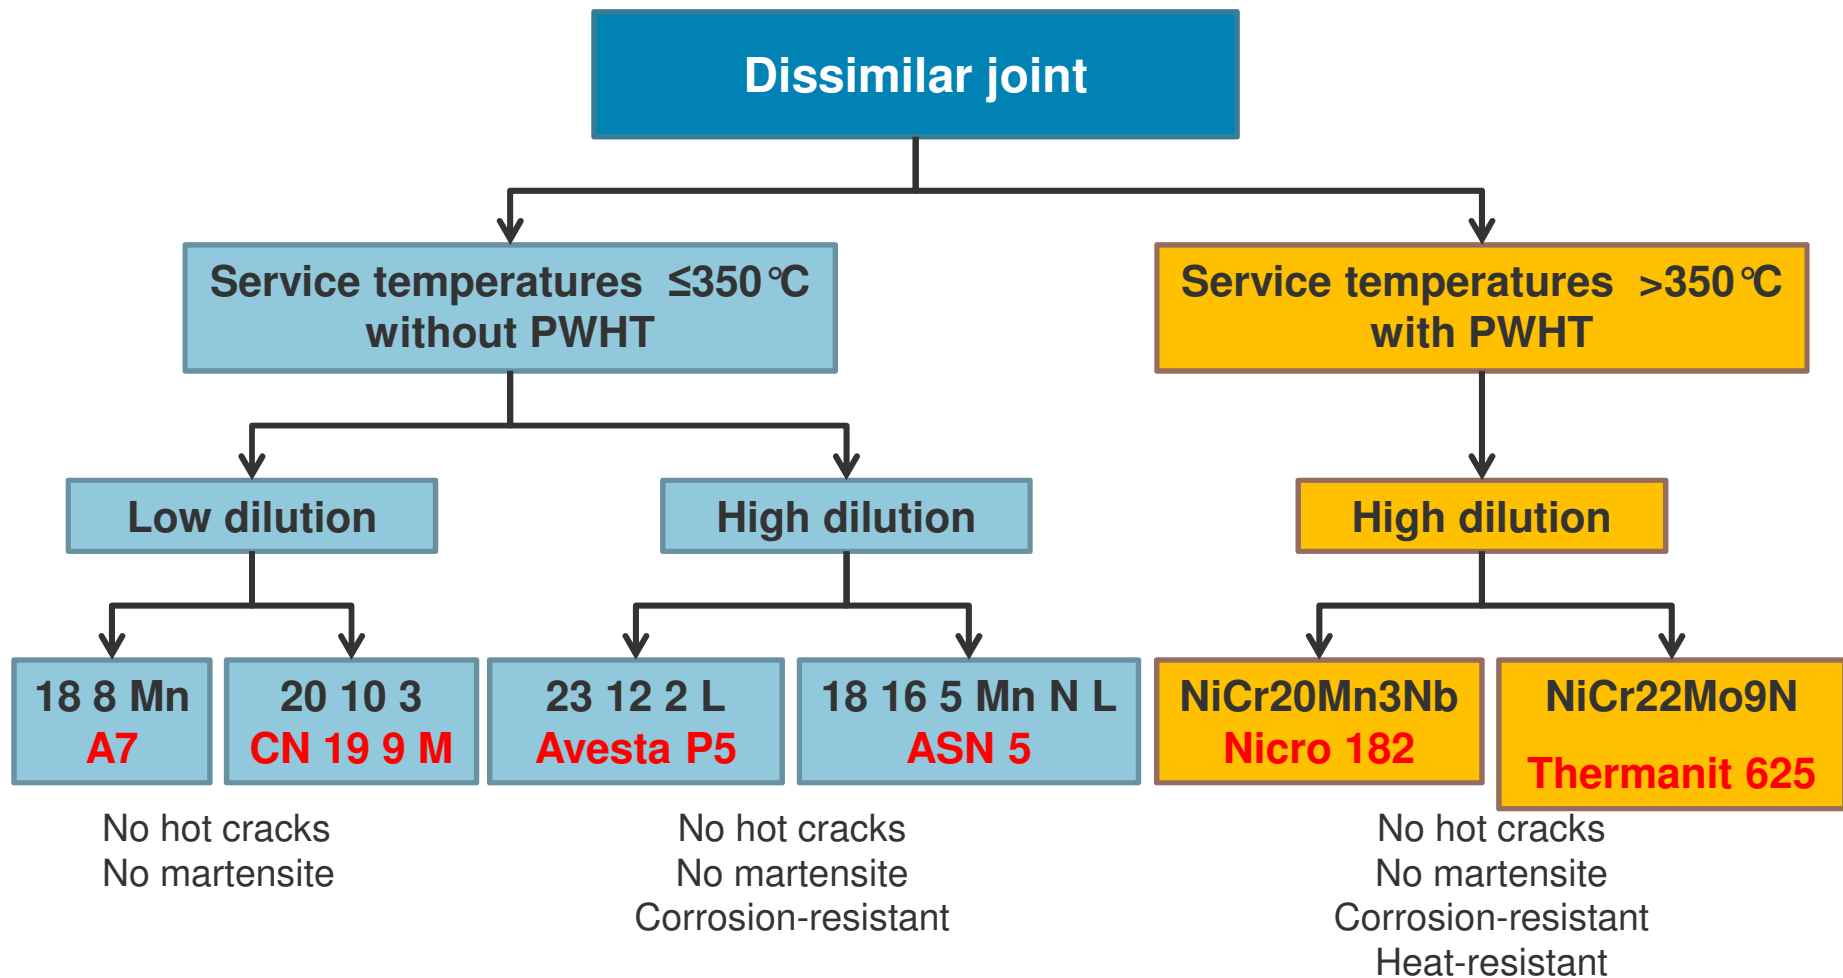 Dissimilar joint
Service temperatures ≤350°C
without PWHT
Service temperatures >350°C
with PWHT
Low dilution
High dilution
High dilution
18 8 Mn
A7
20 10 3
CN 19 9 M
23 12 2 L
Avesta P5
18 16 5 Mn N L
ASN 5
NiCr20Mn3Nb
Nicro 182
NiCr22Mo9N
Thermanit 625
No hot cracks
No martensite
No hot cracks
No martensite
Corrosion-resistant
No hot cracks
No martensite
Corrosion-resistant
Heat-resistant